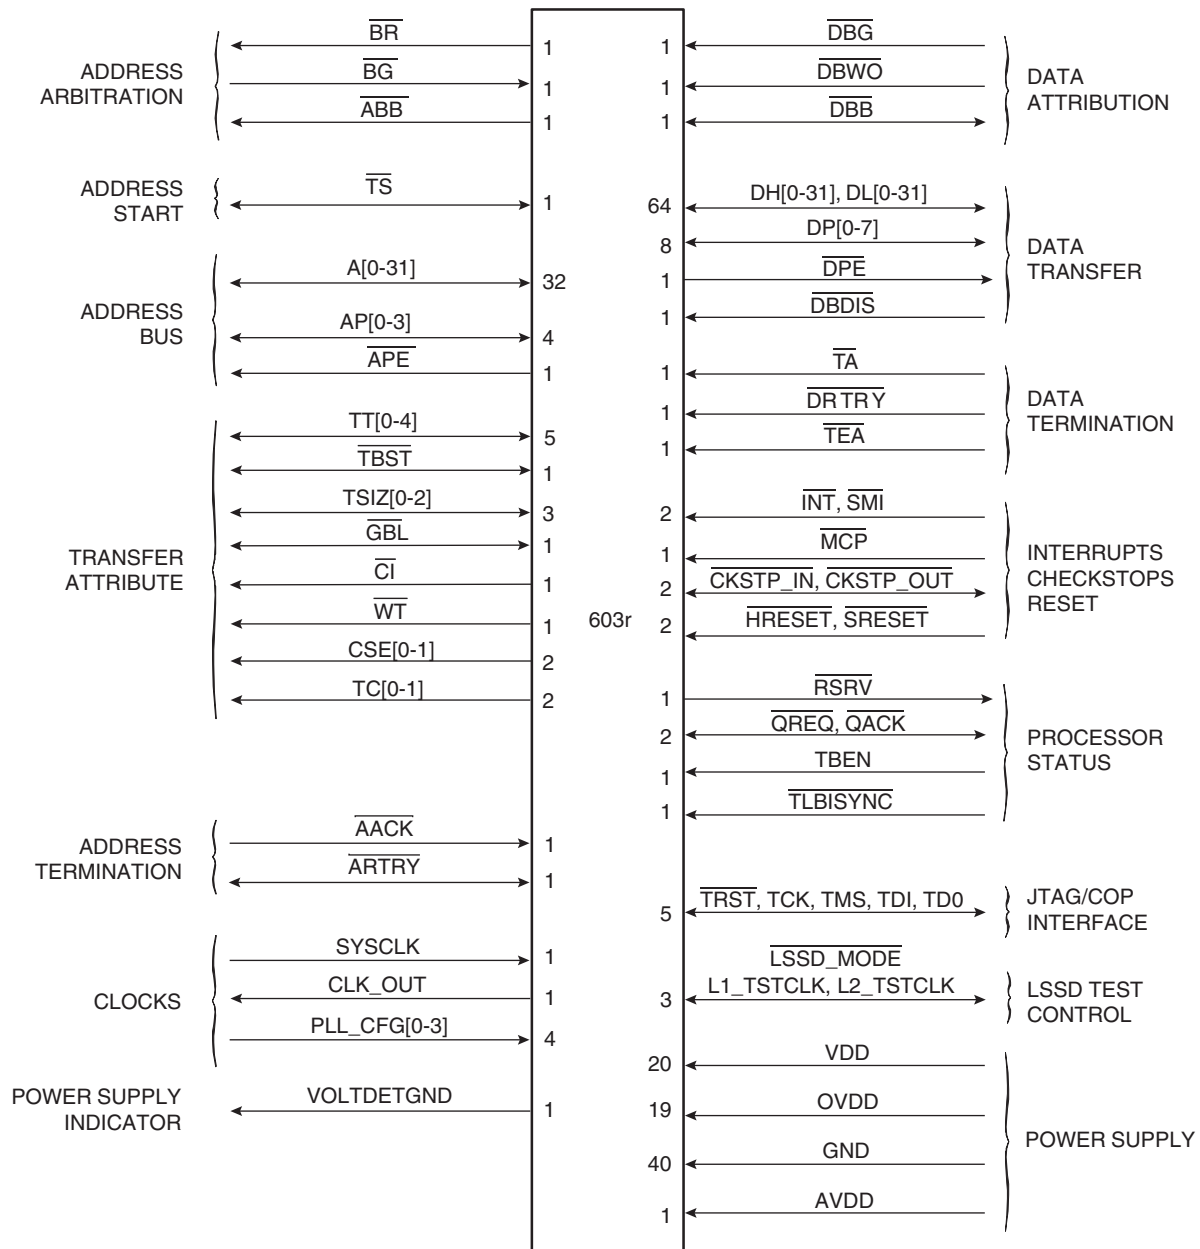 ADDRESS
ARBITRATION
BR 1
BG 1
ABB 1
ADDRESS
START
TS 1
ADDRESS
BUS
A[0-31] 32
AP[0-3] 4
APE 1
TRANSFER
ATTRIBUTE
TT[0-4] 5
TBST 1
TSIZ[0-2] 3
GBL 1
CI 1
WT 1
CSE[0-1] 2
TC[0-1] 2
ADDRESS
TERMINATION
AACK 1
ARTRY 1
CLOCKS
SYSCLK 1
CLK_OUT 1
PLL_CFG[0-3] 4
POWER SUPPLY
INDICATOR
VOLTDETGND 1
603r
1 DBG
1 DBWO
1 DBB
DATA
ATTRIBUTION
64 DH[0-31], DL[0-31]
8 DP[0-7]
1 DPE
1 DBDIS
DATA
TRANSFER
1 TA
1 DRTRY
1 TEA
DATA
TERMINATION
2 INT, SMI
1 MCP
2 CKSTP_IN, CKSTP_OUT
2 HRESET, SRESET
INTERRUPTS
CHECKSTOPS
RESET
1 RSRV
2 QREQ, QACK
1 TBEN
1 TLBISYNC
PROCESSOR
STATUS
5 TRST, TCK, TMS, TDI, TD0
JTAG/COP
INTERFACE
LSSD_MODE
3 L1_TSTCLK, L2_TSTCLK
LSSD TEST
CONTROL
20 VDD
19 OVDD
40 GND
1 AVDD
POWER SUPPLY